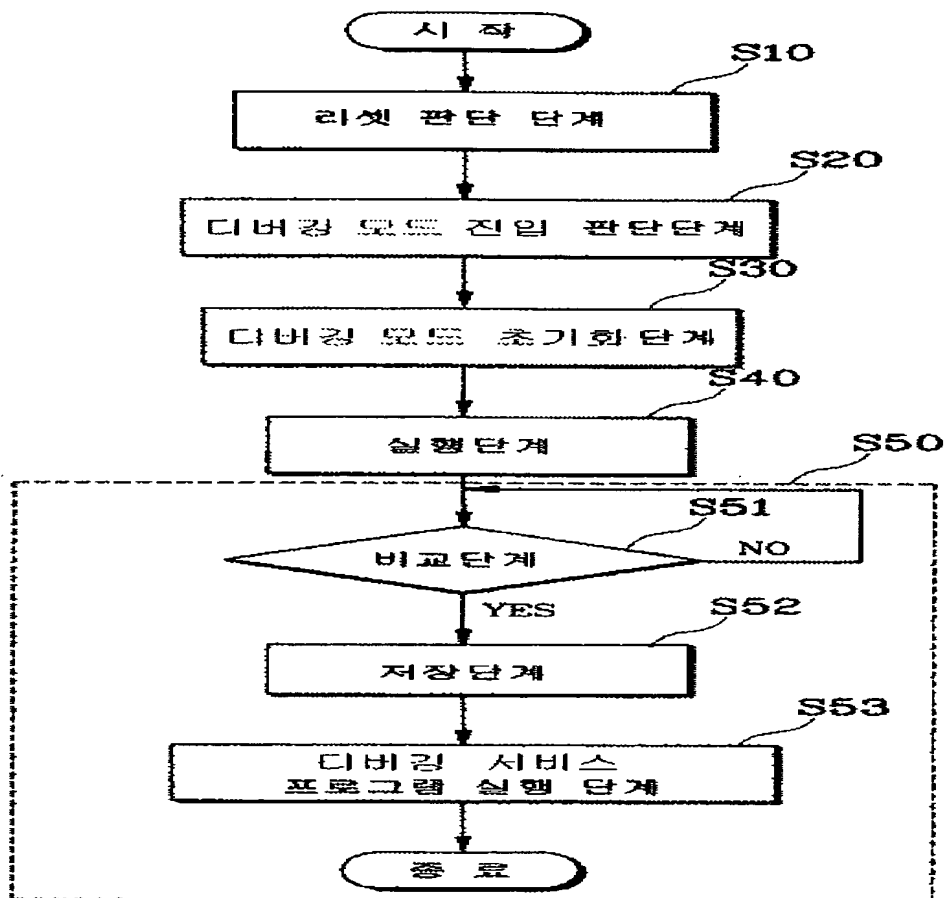 시 작
S10
리셋 판단 단계
S20
디버깅 모드 진입 판단단계
S30
디버깅 모드 초기화단계
S40
실행단계
S50
S51
비교단계
NO
YES
S52
저장단계
S53
디버깅 서비스
프로그램 실행 단계
종 료